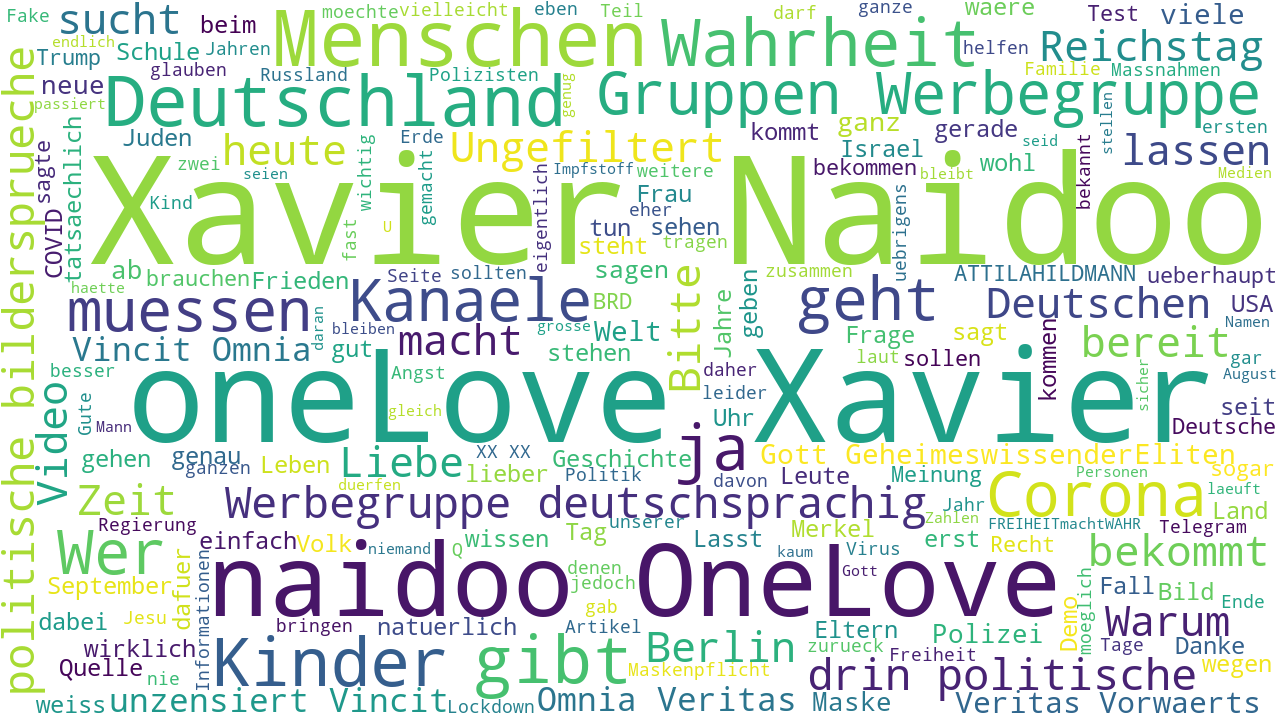 Fake sucht beim moechte vielleicht eben Teil darf ganze waere Test viele
endlich Menschen Wahrheit helfen Reichstag
Trump Schule Jahren
neue glauben Russland Polizisten genug Familie Massnahmen
passiert Deutschland Gruppen Werbegruppe
politische bildersprueche
sagte Juden heute Erde Ungefiltert kommt ganz gerade seid stellen ersten
COVID tatsaechlich zwei seien wichtig gemacht Impfstoff weitere bekommen Israel bleibt wohl bekannt lassen Medien
Xavier Naidoo
Kind fast U eigentlich Frau eher tun sehen uebrigens
ab haette brauchen Frieden Seite sollten steht sagen tragen zusammen ATTILAHILDMANN ueberhaupt
muessen daran Kanaele BRD Bitte Jahre geben geht Deutschen USA
bleiben grosse Welt Frage sagt Namen
Vincit Omnia gut macht stehen daher laut sollen kommen bereit gar
besser Angst leider sicher August
oneLove Xavier
Video Gute Mann gleich Uhr seit Deutsche
gehen genau ganzen Leben Liebe XX XX lieber Geschichte ja Gott GeheimeswissenderEliten sogar
Zeit duerfen Politik davon Leute Meinung Personen Corona laeuft
Werbegruppe deutschsprachig Jahr Zahlen Land
Regierung einfach Volk Q wissen Tag unserer Lasst Merkel erst FREIHEITmachtWAHR Telegram
Wer niemand kaum Virus Recht bekommt
September dafuer Informationen naidoo OneLove denen jedoch Gott moeglich Fall Bild
dabei Jesu gab Ende
bringen natuerlich Artikel Eltern Polizei Demo Warum
wirklich Kinder gibt Berlin zurueck Freiheit Tage Danke
Quelle nie Maskenpflicht drin politische wegen
weiss unzensiert Vincit Lockdown Omnia Veritas Maske Veritas Vorwaerts